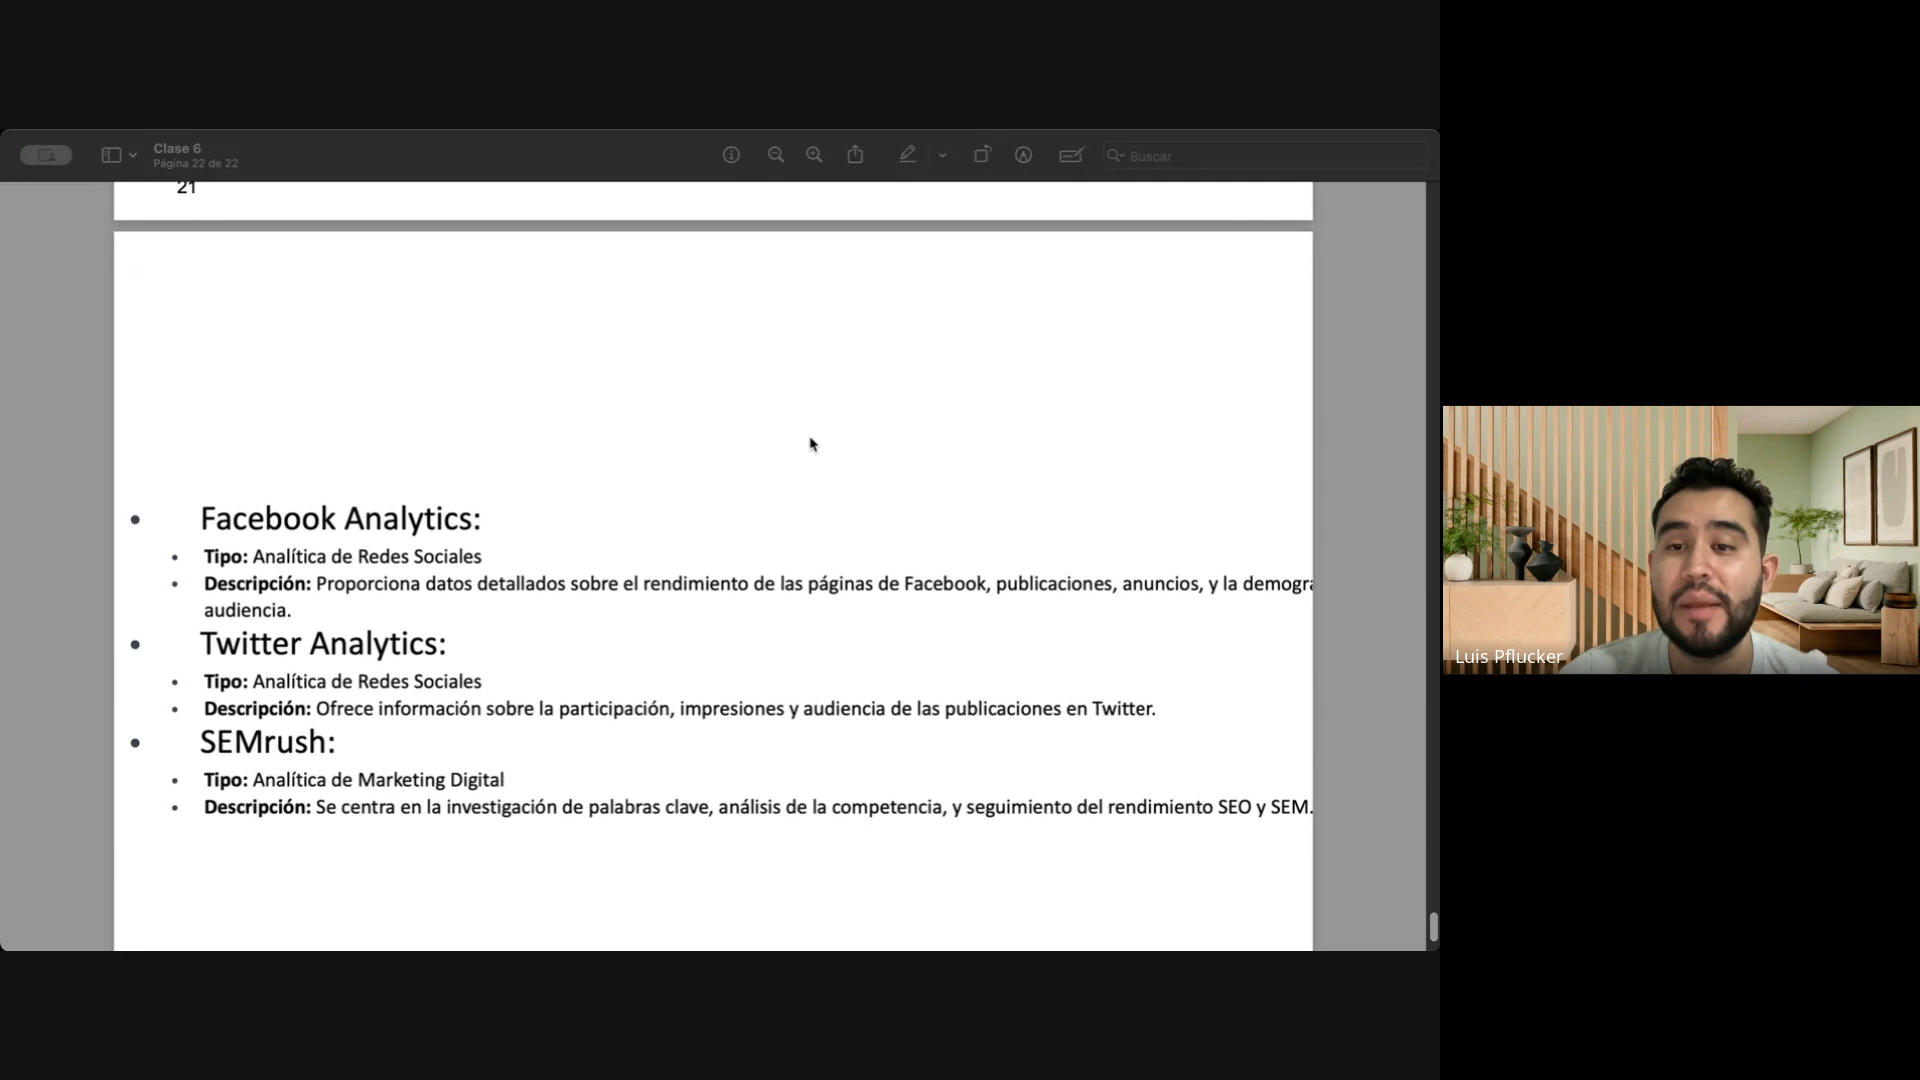 Clase 6
Página 22 de 22
Buscar
21
• Facebook Analytics:
• Tipo: Analítica de Redes Sociales
• Descripción: Proporciona datos detallados sobre el rendimiento de las páginas de Facebook, publicaciones, anuncios, y la demogra
audiencia.
• Twitter Analytics:
• Tipo: Analítica de Redes Sociales
• Descripción: Ofrece información sobre la participación, impresiones y audiencia de las publicaciones en Twitter.
• SEMrush:
• Tipo: Analítica de Marketing Digital
• Descripción: Se centra en la investigación de palabras clave, análisis de la competencia, y seguimiento del rendimiento SEO y SEM.
Luis Pflucker